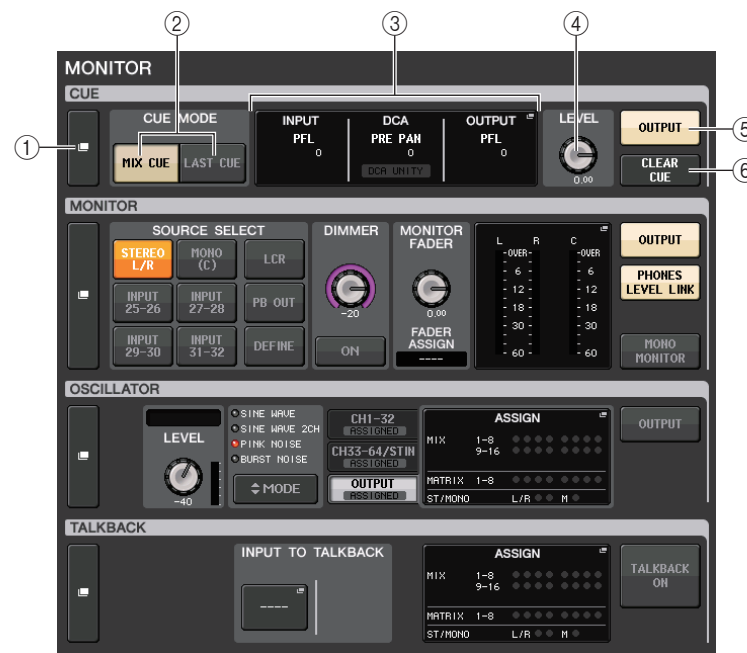 ② ③ ④
MONITOR
CUE
CUE MODE
MIX CUE LAST CUE
INPUT
PFL
0
DCA
PRE PAN
0
DCA UNITY
OUTPUT
PFL
0
LEVEL
0.00
OUTPUT
CLEAR
CUE
① ⑤ ⑥
MONITOR
SOURCE SELECT
STEREO
L/R
MONO
(C)
LCR
INPUT
25-26
INPUT
27-28
PB OUT
INPUT
29-30
INPUT
31-32
DEFINE
DIMMER
-20
ON
MONITOR
FADER
0.00
FADER
ASSIGN
----
L R C
-OVER- -OVER
- 6 - - 6
- 12 - - 12
- 18 - - 18
- 30 - - 30
- 60 - - 60
OUTPUT
PHONES
LEVEL LINK
MONO
MONITOR
OSCILLATOR
LEVEL
-40
SINE WAVE
SINE WAVE 2CH
PINK NOISE
BURST NOISE
MODE
CH1-32
ASSIGNED
CH33-64/STIN
ASSIGNED
OUTPUT
ASSIGNED
ASSIGN
MIX 1-8
9-16
MATRIX 1-8
ST/MONO L/R M
OUTPUT
TALKBACK
INPUT TO TALKBACK
----
ASSIGN
MIX 1-8
9-16
MATRIX 1-8
ST/MONO L/R M
TALKBACK
ON